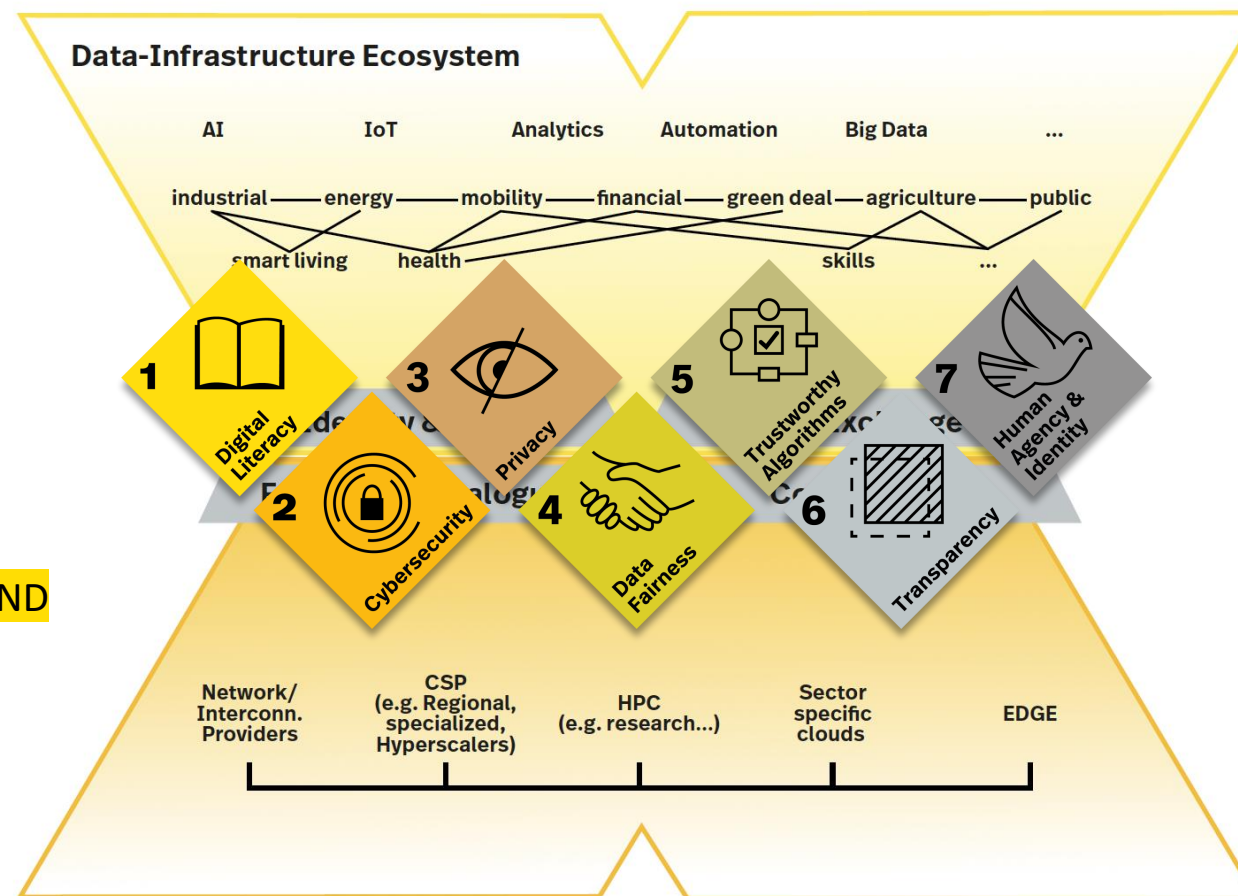 Data-Infrastructure Ecosystem
AI IoT Analytics Automation Big Data ...
industrial energy mobility financial green deal agriculture public
smart living health skills ...
1
Digital
Literacy
2
Cybersecurity
3
Privacy
4
Data
Fairness
5
Trustworthy
Algorithms
6
Transparency
7
Human
Agency &
Identity
ND
Network/
Interconn.
Providers
CSP
(e.g. Regional,
specialized,
Hyperscalers)
HPC
(e.g. research...)
Sector
specific
clouds
EDGE